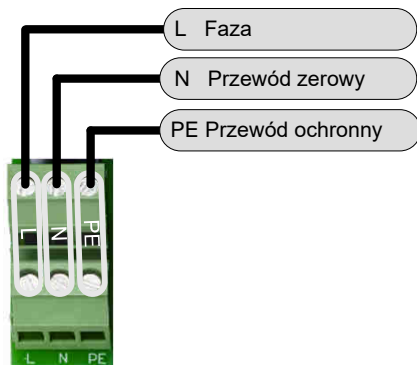 L Faza
N Przewód zerowy
PE Przewód ochronny
L N PE
L N PE